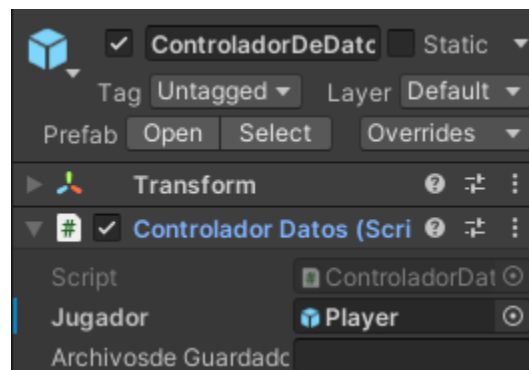 ControladorDeDatc Static
Tag Untagged Layer Default
Prefab Open Select Overrides
Transform
# Controlador Datos (Scri
Script # ControladorDat
Jugador Player
Archivosde Guardadc